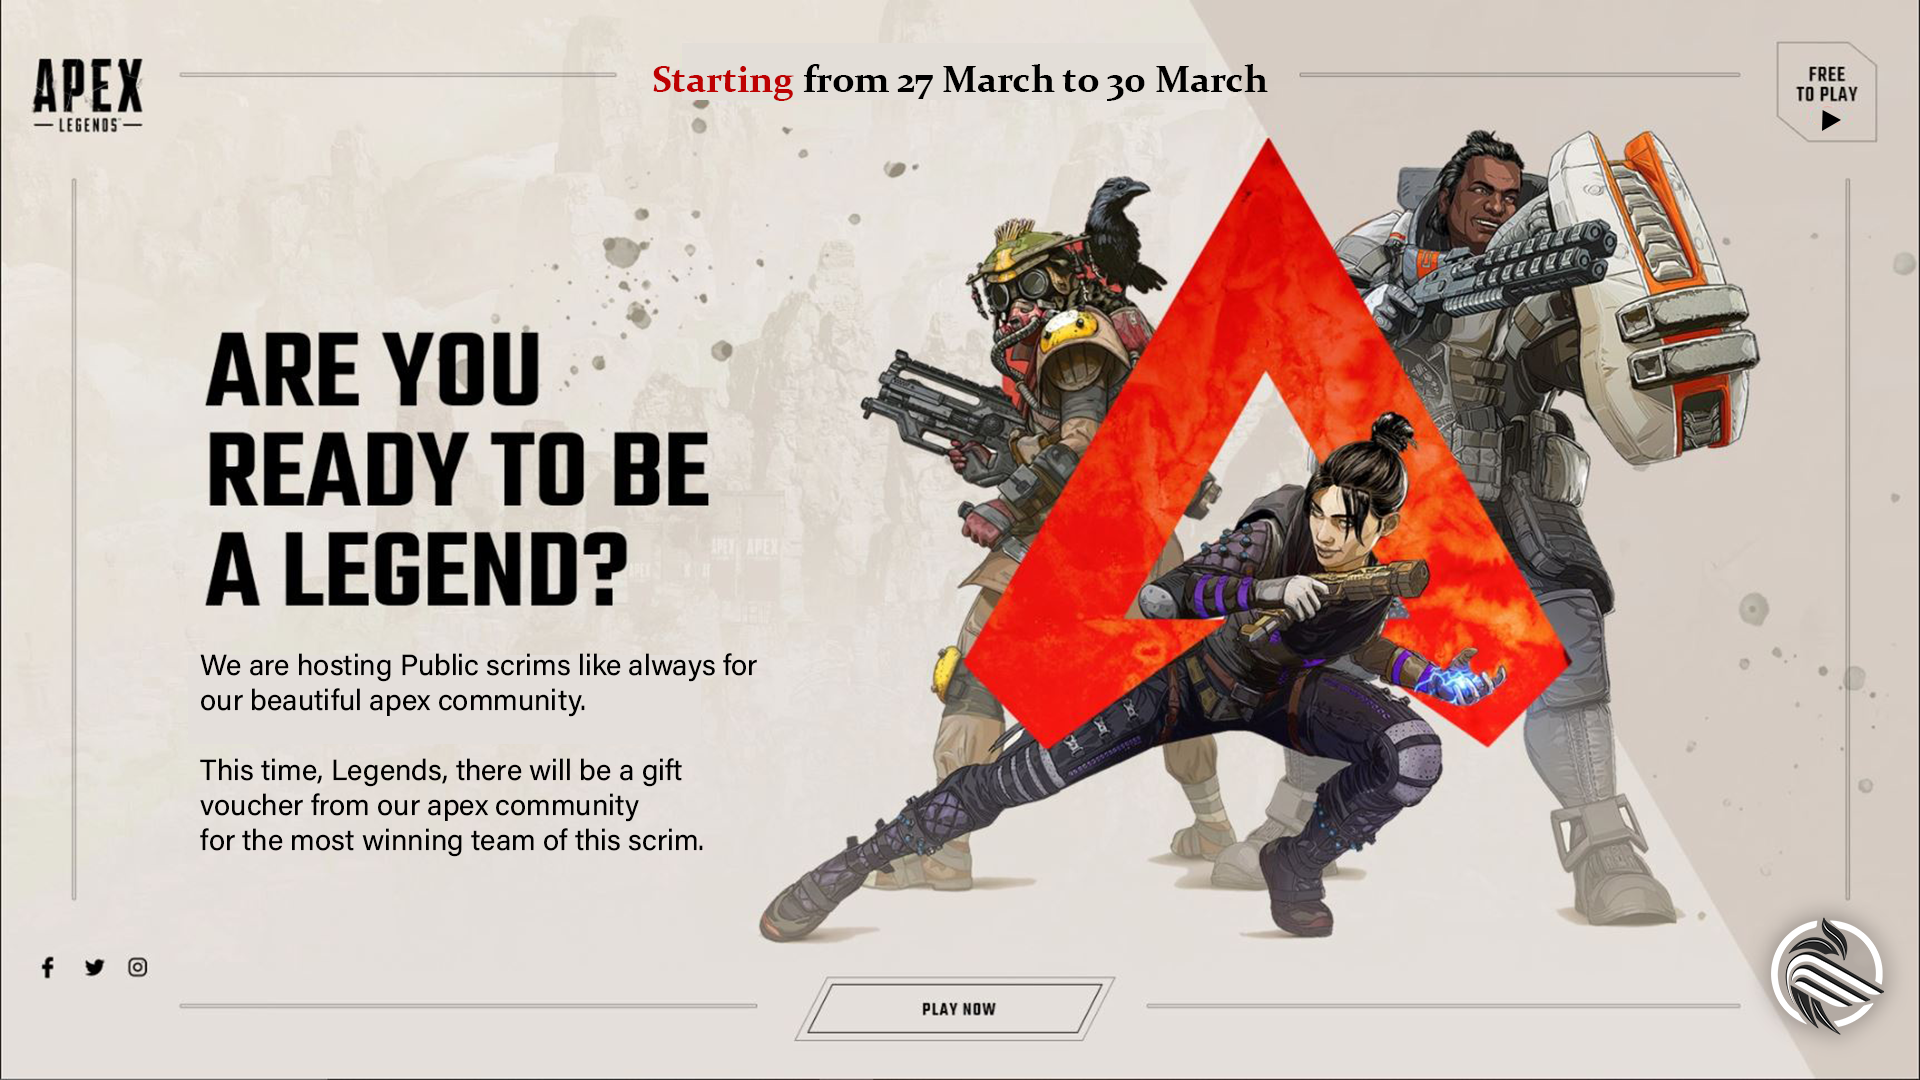 APEX
LEGENDS
Starting from 27 March to 30 March
FREE
TO PLAY
ARE YOU
READY TO BE
A LEGEND?
We are hosting Public scrims like always for
our beautiful apex community.
This time, Legends, there will be a gift
voucher from our apex community
for the most winning team of this scrim.
PLAY NOW